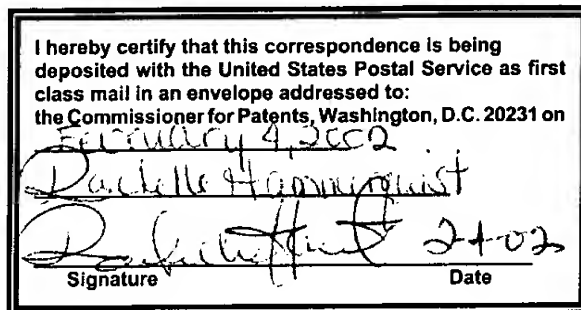 I hereby certify that this correspondence is being
deposited with the United States Postal Service as first
class mail in an envelope addressed to:
the Commissioner for Patents, Washington, D.C. 20231 on
February 4, 2002
Rachelle
2-4-02
Signature Date